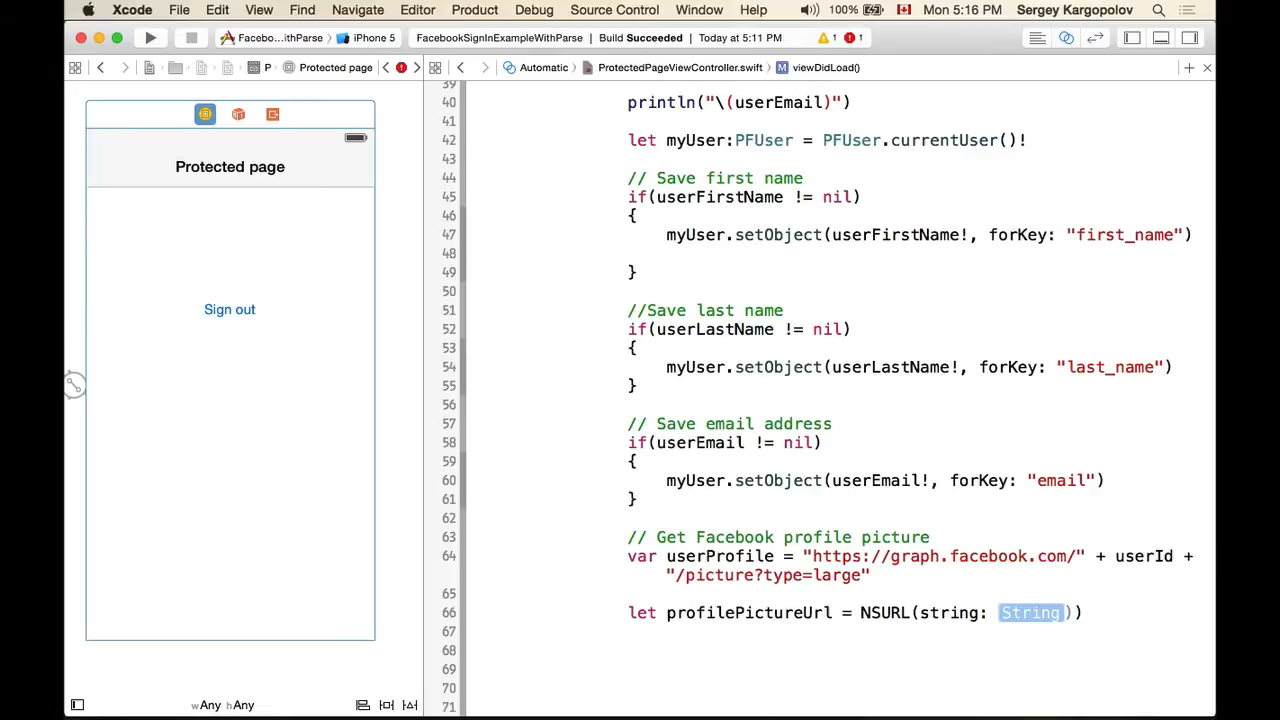 Xcode File Edit View Find Navigate Editor Product Debug Source Control Window Help 100% Mon 5:16 PM Sergey Kargopolov
Facebo...ithParse iPhone 5 FacebookSignInExampleWithParse | Build Succeeded | Today at 5:11 PM 1 1
P Protected page Automatic ProtectedPageViewController.swift viewDidLoad()
Protected page
Sign out
wAny hAny
39
40 println("\(userEmail)")
41
42 let myUser:PFUser = PFUser.currentUser()!
43
44 // Save first name
45 if(userFirstName != nil)
46 {
47 myUser.setObject(userFirstName!, forKey: "first_name")
48
49 }
50
51 //Save last name
52 if(userLastName != nil)
53 {
54 myUser.setObject(userLastName!, forKey: "last_name")
55 }
56
57 // Save email address
58 if(userEmail != nil)
59 {
60 myUser.setObject(userEmail!, forKey: "email")
61 }
62
63 // Get Facebook profile picture
64 var userProfile = "https://graph.facebook.com/" + userId +
"/picture?type=large"
65
66 let profilePictureUrl = NSURL(string: String))
67
68
69
70
71